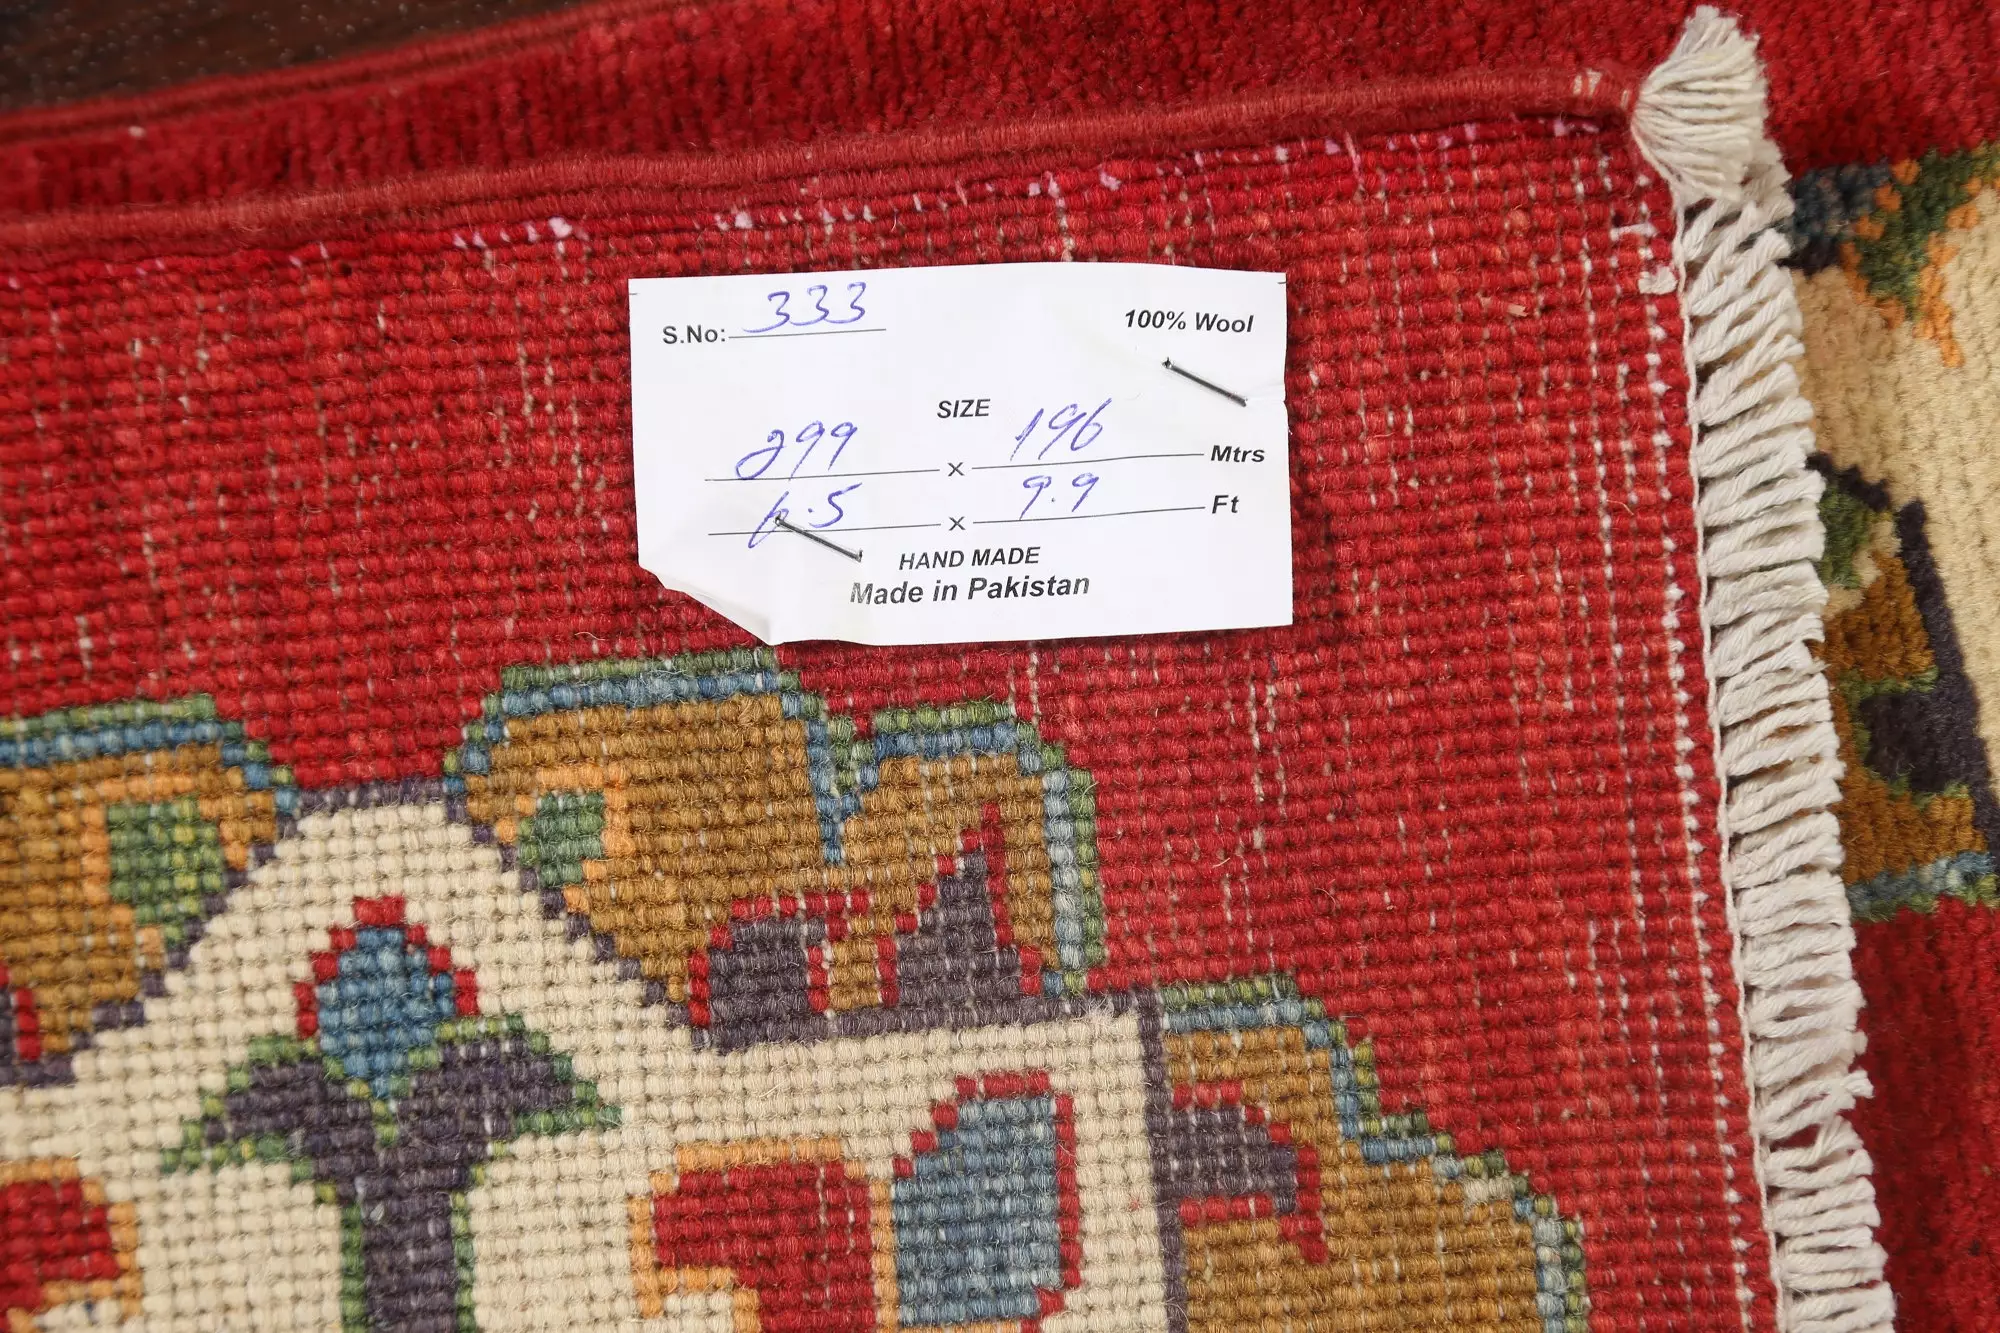 S.No: 333
100% Wool
SIZE
299 x 196 Mtrs
6.5 x 9.9 Ft
HAND MADE
Made in Pakistan